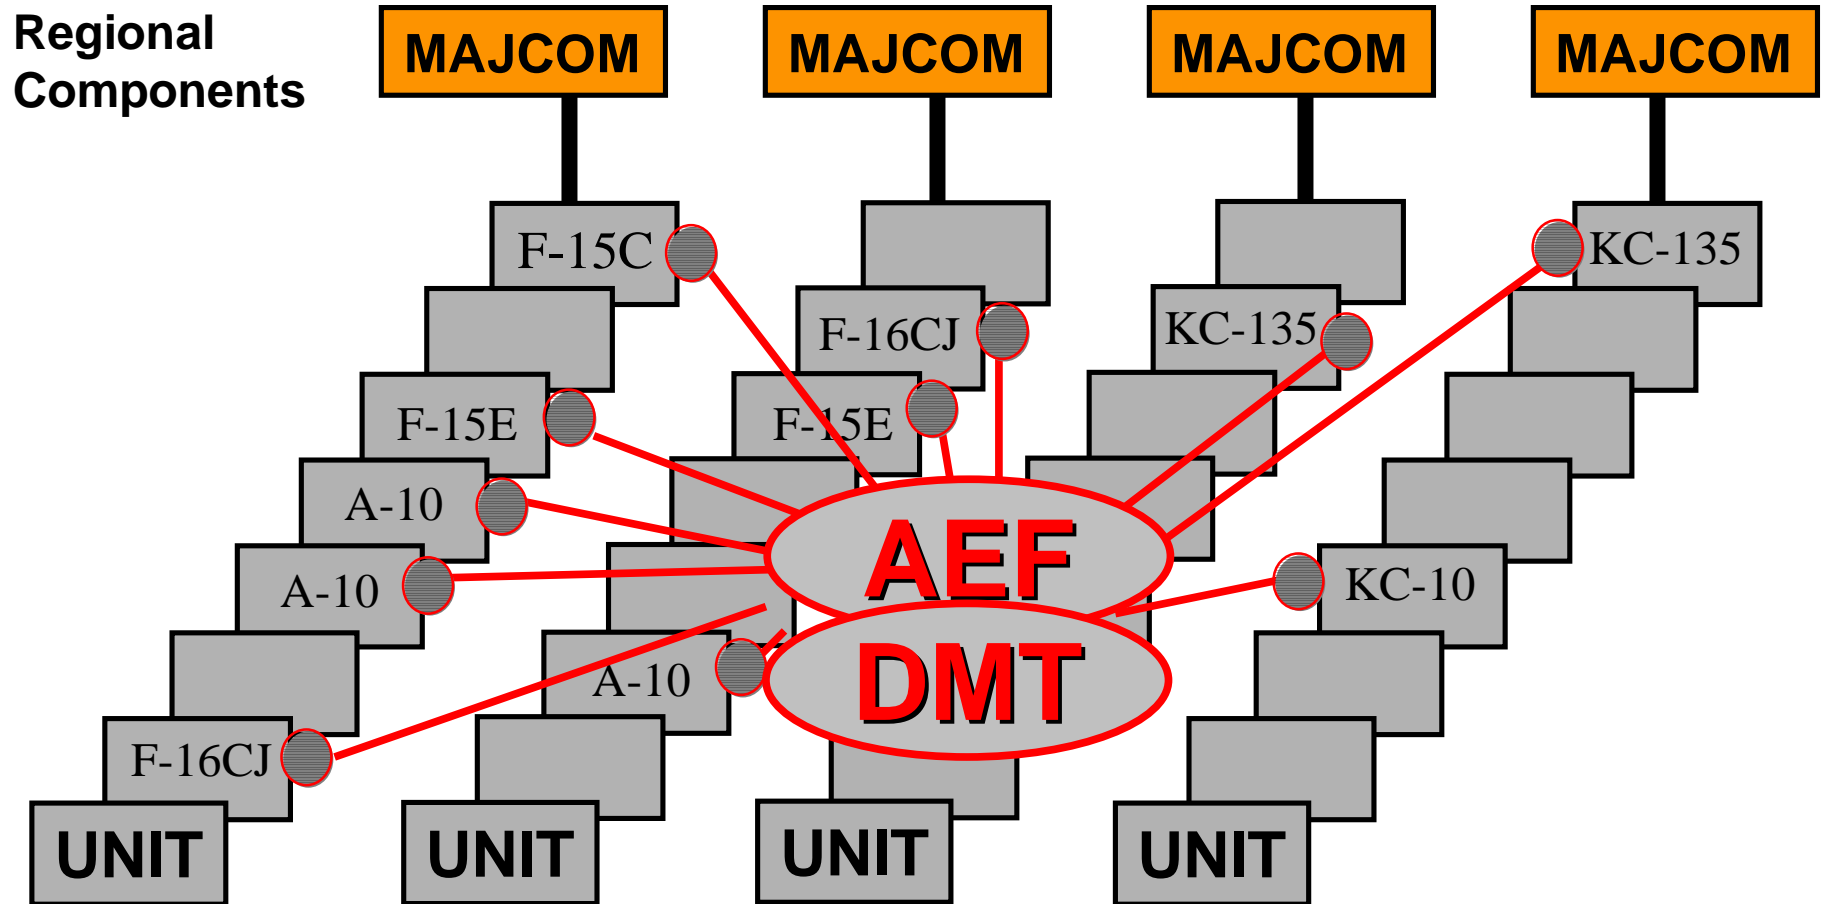 Regional
Components
MAJCOM
MAJCOM
MAJCOM
MAJCOM
F-15C
KC-135
F-16CJ
KC-135
F-15E
F-15E
A-10
A-10
KC-10
A-10
F-16CJ
AEF
DMT
UNIT
UNIT
UNIT
UNIT